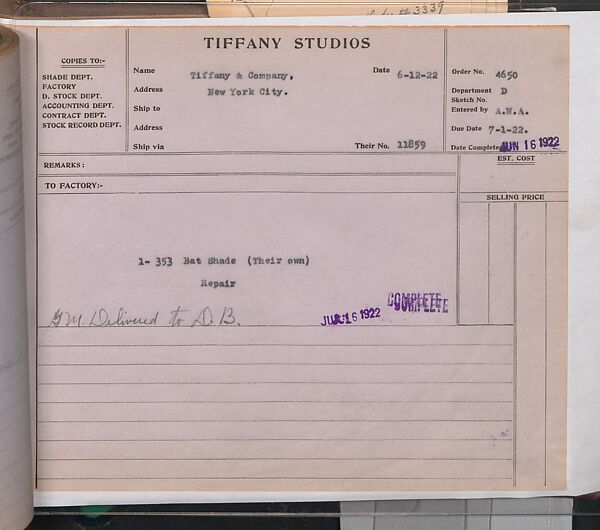 3339
TIFFANY STUDIOS
COPIES TO:-
SHADE DEPT.
FACTORY
D. STOCK DEPT.
ACCOUNTING DEPT.
CONTRACT DEPT.
STOCK RECORD DEPT.
Name Tiffany & Company, Date 6-12-22
Address New York City.
Ship to
Address
Ship via Their No. 11859
Order No. 4650
Department D
Sketch No.
Entered by A.M.A.
Due Date 7-1-22.
Date Completed JUN 16 1922
REMARKS:
EST. COST
TO FACTORY:-
SELLING PRICE
1- 353 Bat Shade (Their own)
Repair
GM Delivered to D. B. JUN 16 1922 COMPLETE